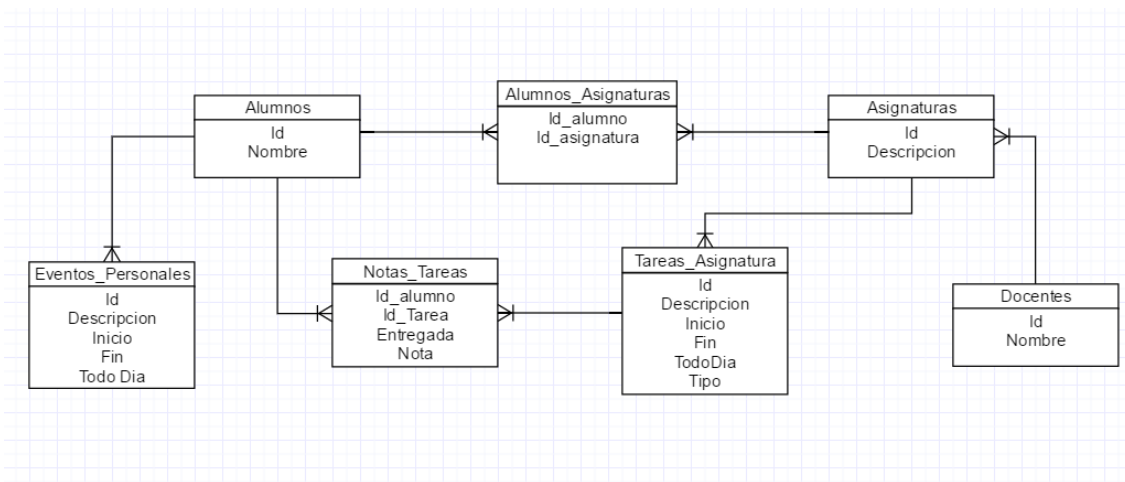 Alumnos
Id
Nombre
Alumnos_Asignaturas
Id_alumno
Id_asignatura
Asignaturas
Id
Descripcion
Eventos_Personales
Id
Descripcion
Inicio
Fin
Todo Dia
Notas_Tareas
Id_alumno
Id_Tarea
Entregada
Nota
Tareas_Asignatura
Id
Descripcion
Inicio
Fin
TodoDia
Tipo
Docentes
Id
Nombre